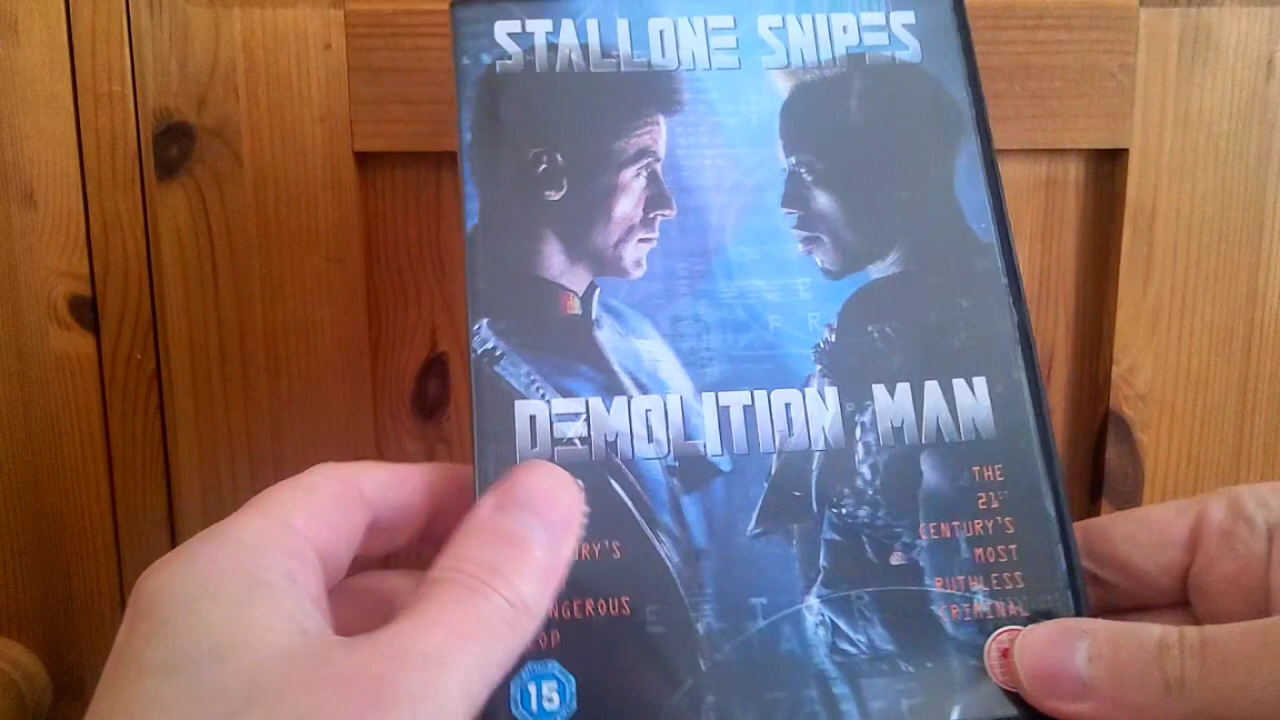 STALLONE SNIPES
DEMOLITION MAN
THE
21ST
CENTURY'S
MOST
RUTHLESS
CRIMINAL
15